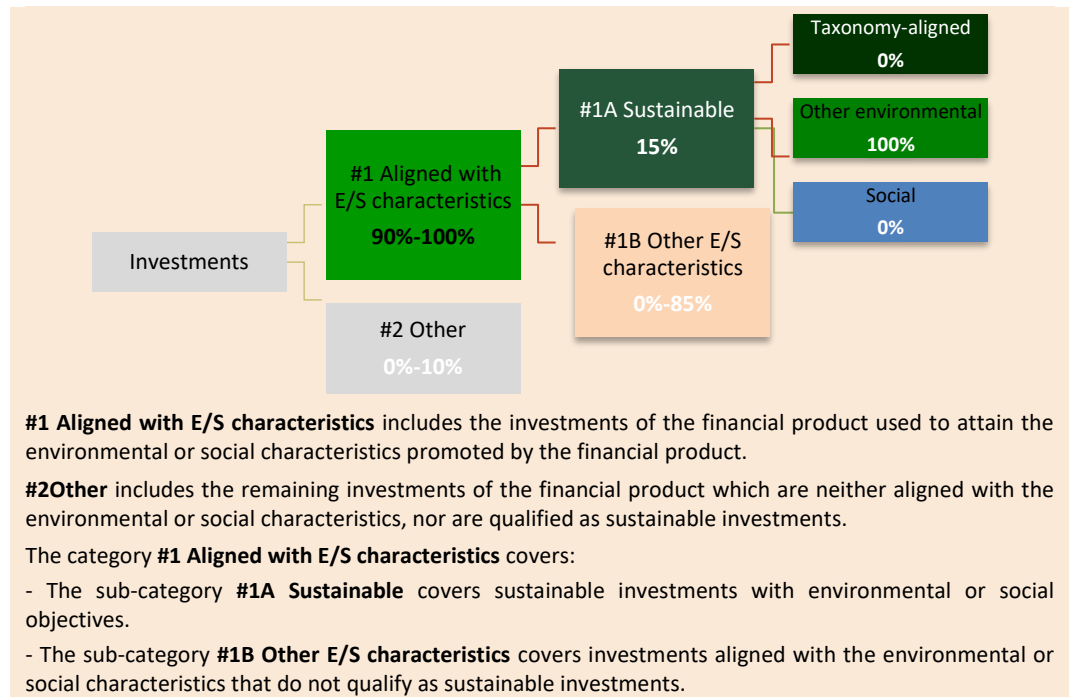 Investments
#1 Aligned with
E/S characteristics
90%-100%
#2 Other
0%-10%
#1A Sustainable
15%
#1B Other E/S
characteristics
0%-85%
Taxonomy-aligned
0%
Other environmental
100%
Social
0%
#1 Aligned with E/S characteristics includes the investments of the financial product used to attain the
environmental or social characteristics promoted by the financial product.
#2Other includes the remaining investments of the financial product which are neither aligned with the
environmental or social characteristics, nor are qualified as sustainable investments.
The category #1 Aligned with E/S characteristics covers:
- The sub-category #1A Sustainable covers sustainable investments with environmental or social
objectives.
- The sub-category #1B Other E/S characteristics covers investments aligned with the environmental or
social characteristics that do not qualify as sustainable investments.